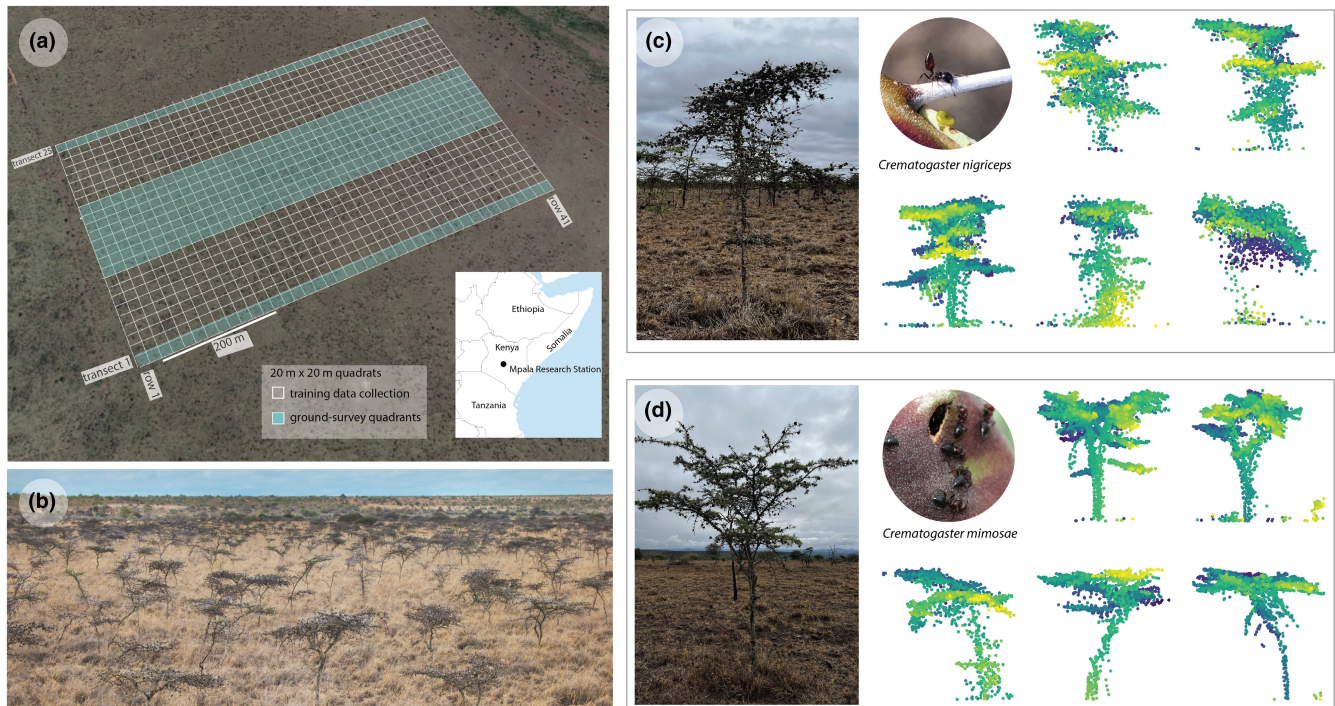 (a)
transect 25
row 41
200 m
transect 1
row 1
20 m x 20 m quadrats
training data collection
ground-survey quadrants
Ethiopia
Somalia
Kenya
Mpala Research Station
Tanzania
(b)
(c)
Crematogaster nigriceps
(d)
Crematogaster mimosae